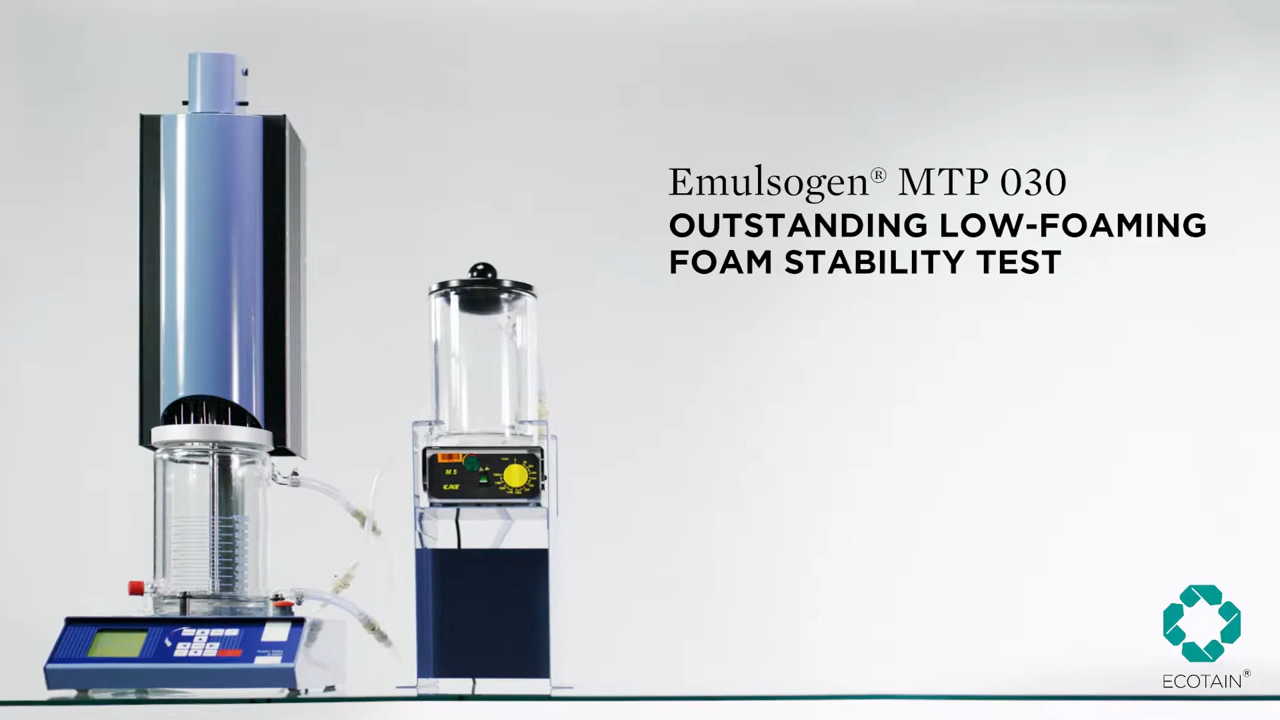 Emulsogen® MTP 030
OUTSTANDING LOW-FOAMING
FOAM STABILITY TEST
M 5
CAT
ECOTAIN®